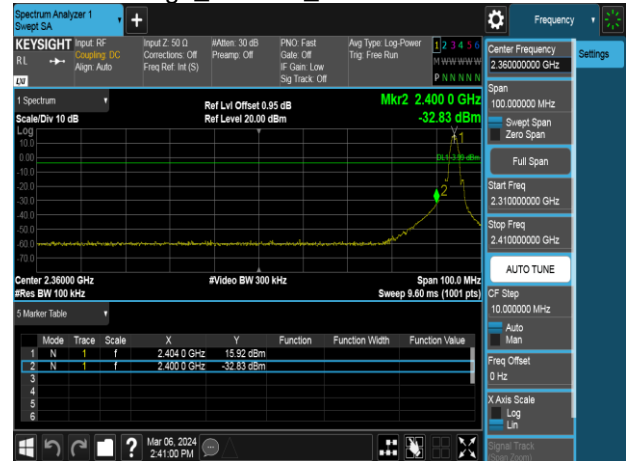 Spectrum Analyzer 1
Swept SA
Frequency
KEYSIGHT
RL
Input: RF
Coupling: DC
Align: Auto
Input Z: 50 Ω
Corrections: Off
Freq Ref: Int (S)
#Atten: 30 dB
Preamp: Off
PNO: Fast
Gate: Off
IF Gain: Low
Sig Track: Off
Avg Type: Log-Power
Trig: Free Run
1 2 3 4 5 6
M W W W W W
P N N N N N
Center Frequency
2.360000000 GHz
Settings
Span
100.000000 MHz
Swept Span
Zero Span
Full Span
Start Freq
2.310000000 GHz
Stop Freq
2.410000000 GHz
AUTO TUNE
CF Step
10.000000 MHz
Auto
Man
Freq Offset
0 Hz
X Axis Scale
Log
Lin
Signal Track
(Span Zoom)
1 Spectrum
Scale/Div 10 dB
Ref Lvl Offset 0.95 dB
Ref Level 20.00 dBm
Mkr2 2.400 0 GHz
-32.83 dBm
Log
10.0
0.00
-10.0
-20.0
-30.0
-40.0
-50.0
-60.0
-70.0
1
2
Center 2.36000 GHz
#Res BW 100 kHz
#Video BW 300 kHz
Span 100.0 MHz
Sweep 9.60 ms (1001 pts)
5 Marker Table
Mode Trace Scale X Y Function Function Width Function Value
1 N 1 f 2.404 0 GHz 15.92 dBm
2 N 1 f 2.400 0 GHz -32.83 dBm
3
4
5
6
Mar 06, 2024
2:41:00 PM